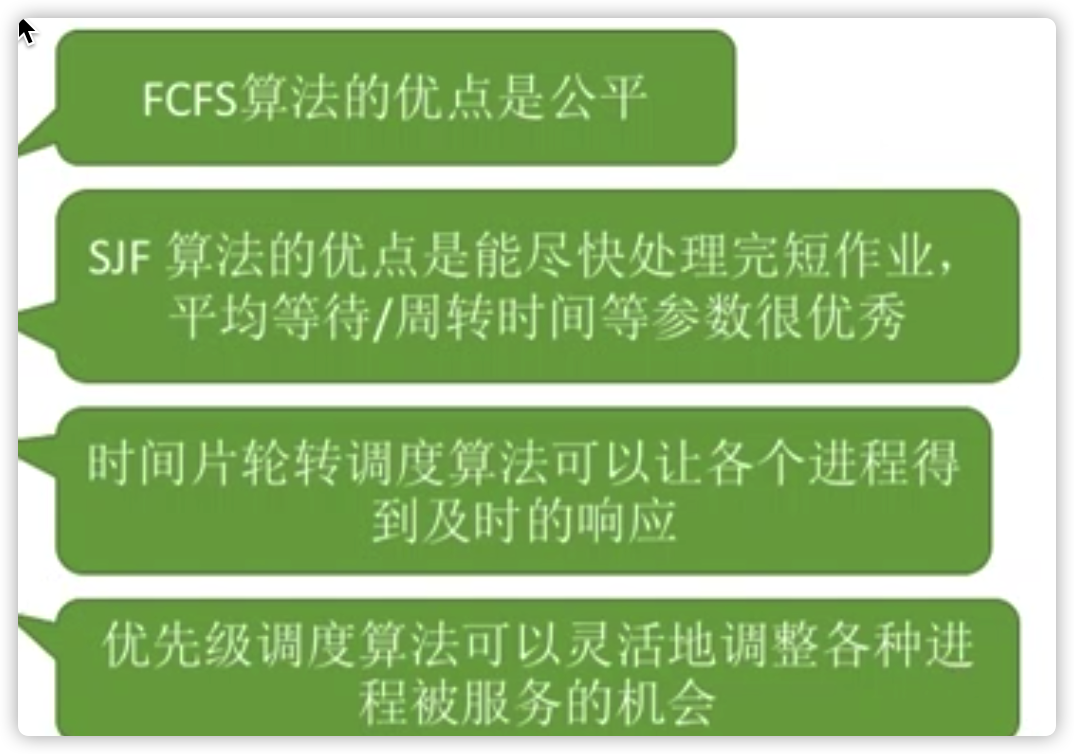 FCFS算法的优点是公平
SJF 算法的优点是能尽快处理完短作业，
平均等待/周转时间等参数很优秀
时间片轮转调度算法可以让各个进程得
到及时的响应
优先级调度算法可以灵活地调整各种进
程被服务的机会